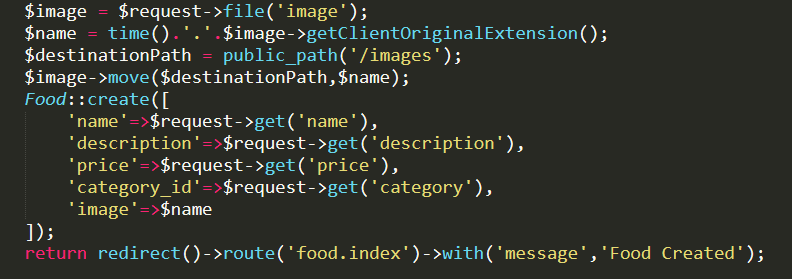 $image = $request->file('image');
$name = time().'.'.$image->getClientOriginalExtension();
$destinationPath = public_path('/images');
$image->move($destinationPath,$name);
Food::create([
    'name'=>$request->get('name'),
    'description'=>$request->get('description'),
    'price'=>$request->get('price'),
    'category_id'=>$request->get('category'),
    'image'=>$name
]);
return redirect()->route('food.index')->with('message','Food Created');